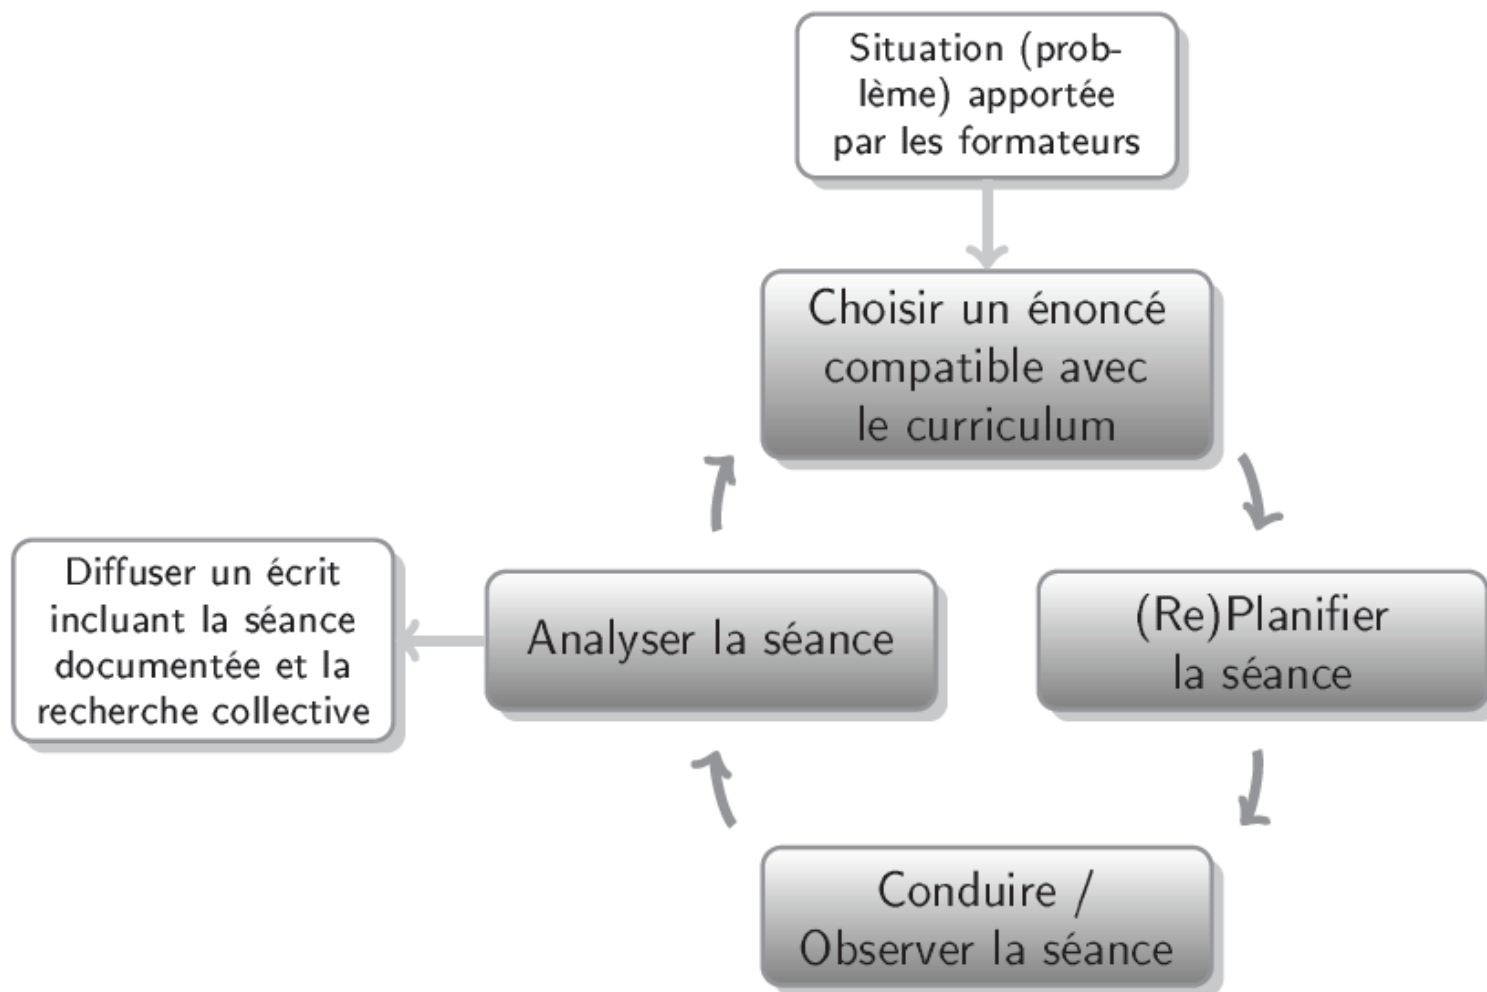 Situation (prob-
lème) apportée
par les formateurs
Choisir un énoncé
compatible avec
le curriculum
Diffuser un écrit
incluant la séance
documentée et la
recherche collective
Analyser la séance
(Re)Planifier
la séance
Conduire /
Observer la séance